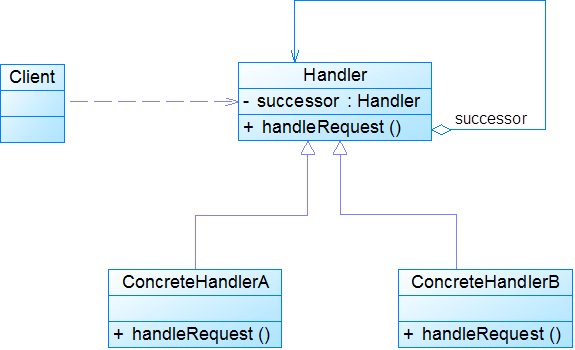 Client
Handler
- successor : Handler
+ handleRequest ()
successor
ConcreteHandlerA
+ handleRequest ()
ConcreteHandlerB
+ handleRequest ()